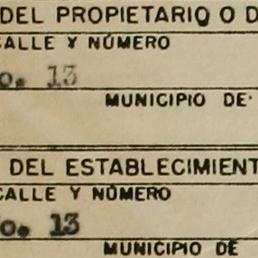 DEL PROPIETARIO O D
CALLE Y NÚMERO
o. 13
MUNICIPIO DE
DEL ESTABLECIMIENT
CALLE Y NÚMERO
o. 13
MUNICIPIO DE